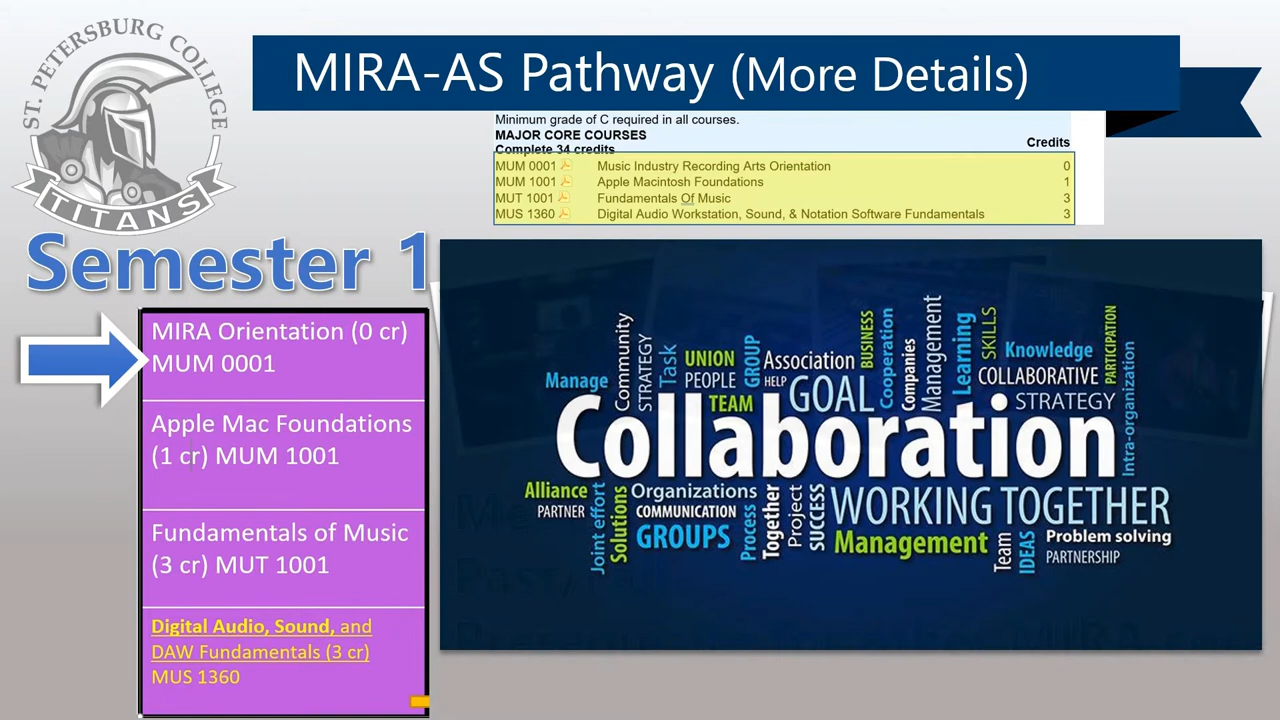 ST. PETERSBURG COLLEGE
TITANS
MIRA-AS Pathway (More Details)
Minimum grade of C required in all courses.
MAJOR CORE COURSES
Complete 34 credits
Credits
MUM 0001 Music Industry Recording Arts Orientation 0
MUM 1001 Apple Macintosh Foundations 1
MUT 1001 Fundamentals Of Music 3
MUS 1360 Digital Audio Workstation, Sound, & Notation Software Fundamentals 3
Semester 1
MIRA Orientation (0 cr)
MUM 0001
Apple Mac Foundations
(1 cr) MUM 1001
Fundamentals of Music
(3 cr) MUT 1001
Digital Audio, Sound, and
DAW Fundamentals (3 cr)
MUS 1360
Manage
Community
STRATEGY
Task
UNION
PEOPLE
TEAM
GROUP
Association
HELP
GOAL
BUSINESS
Cooperation
Companies
Management
Learning
SKILLS
Knowledge
COLLABORATIVE
STRATEGY
PARTICIPATION
Intra-organization
Collaboration
Alliance
PARTNER
Joint effort
Solutions
Organizations
COMMUNICATION
GROUPS
Process
Together
Project
SUCCESS
WORKING TOGETHER
Management
Team
IDEAS
Problem solving
PARTNERSHIP